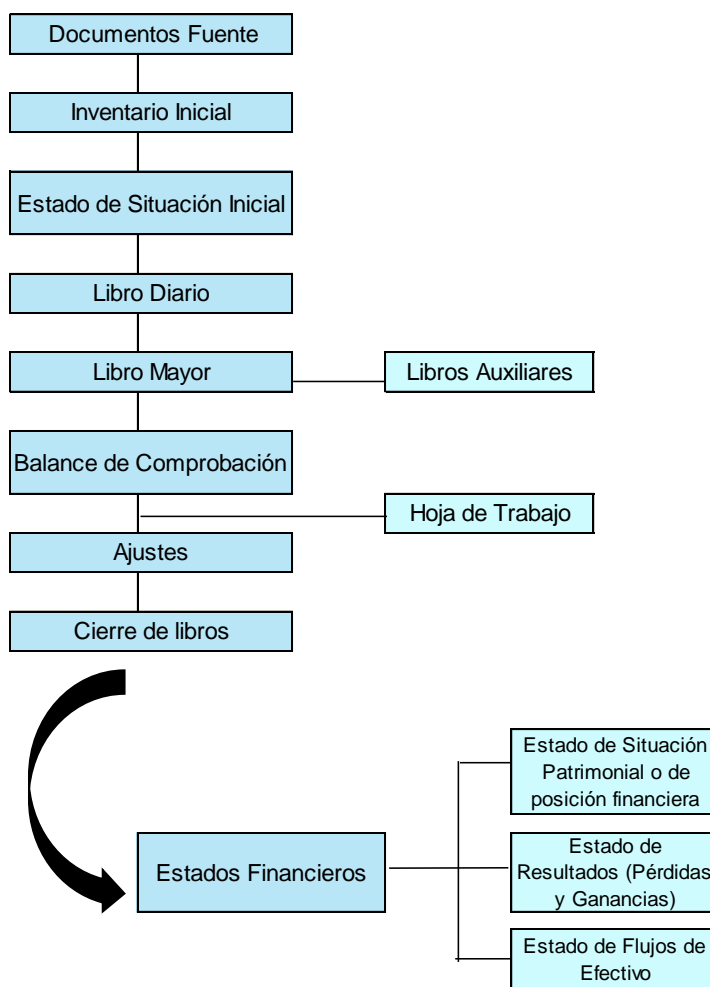 Documentos Fuente
Inventario Inicial
Estado de Situación Inicial
Libro Diario
Libro Mayor
Libros Auxiliares
Balance de Comprobación
Hoja de Trabajo
Ajustes
Cierre de libros
Estado de Situación
Patrimonial o de
posición financiera
Estados Financieros
Estado de
Resultados (Pérdidas
y Ganancias)
Estado de Flujos de
Efectivo